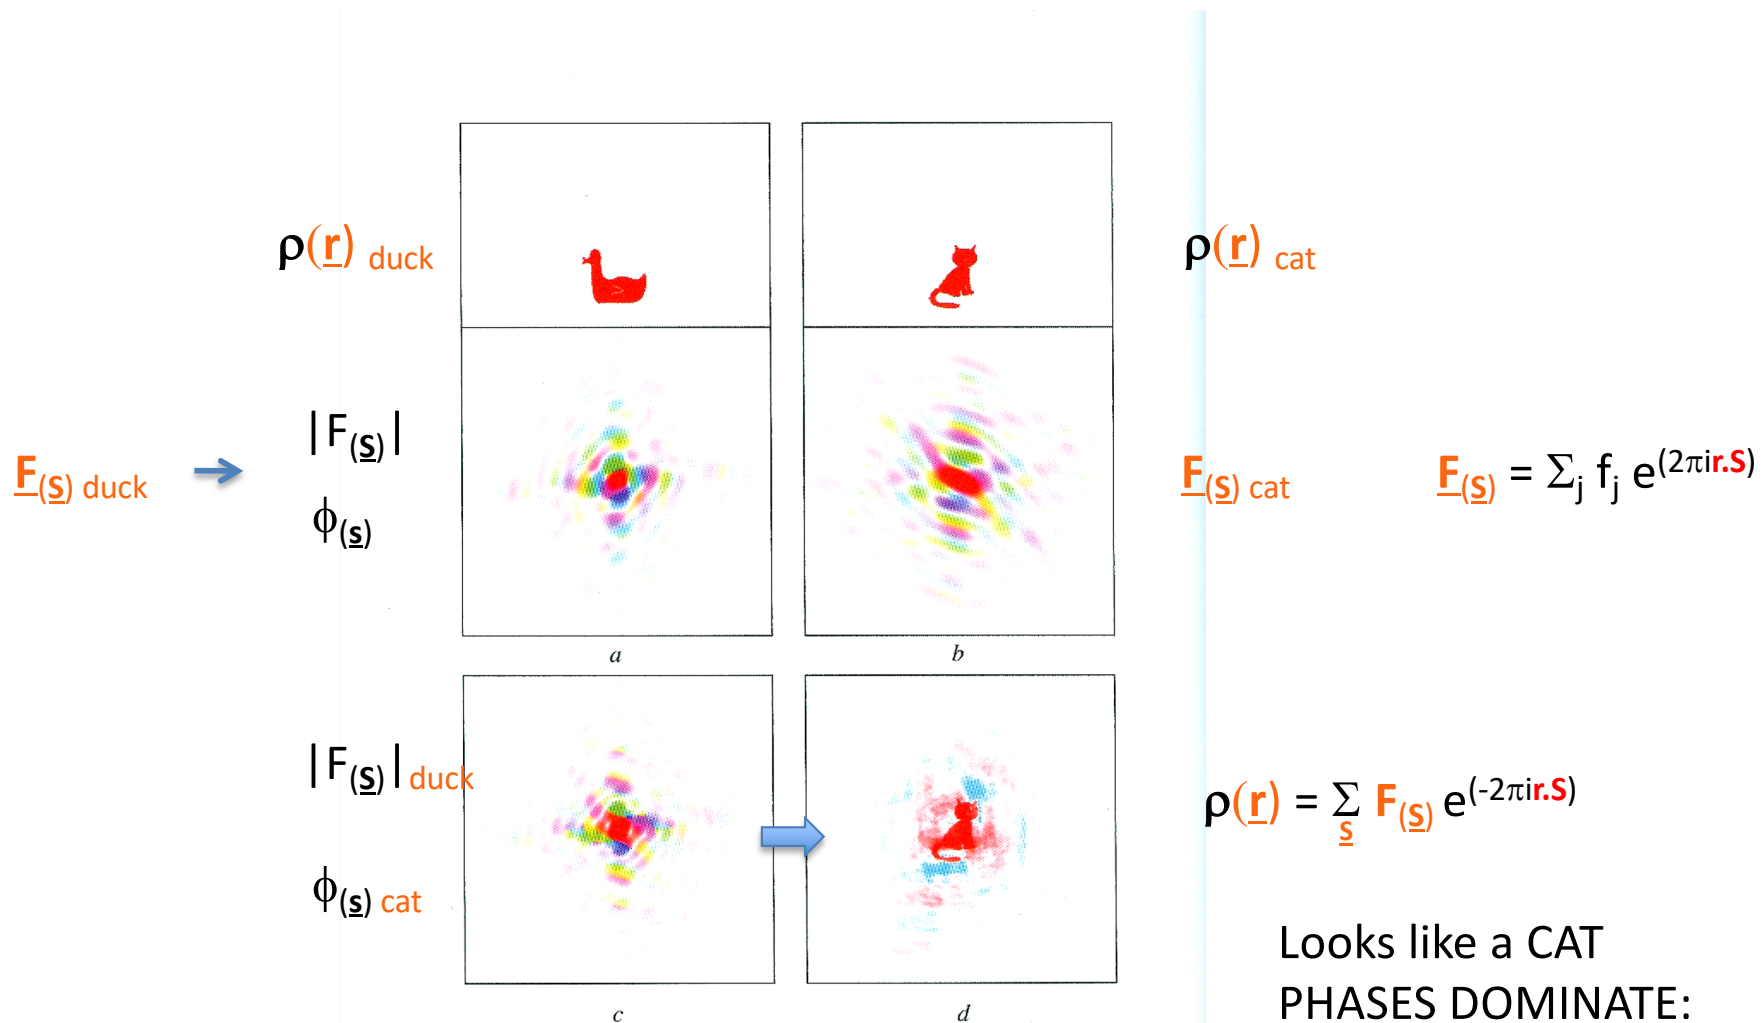 ρ(r) duck
ρ(r) cat
|F(s)|
F(s) duck
ϕ(s)
F(s) cat
F(s) = Σj fj e(2πir.S)
a
b
|F(s)| duck
ϕ(s) cat
ρ(r) = Σ F(s) e(-2πir.S)
s
Looks like a CAT
PHASES DOMINATE:
c
d